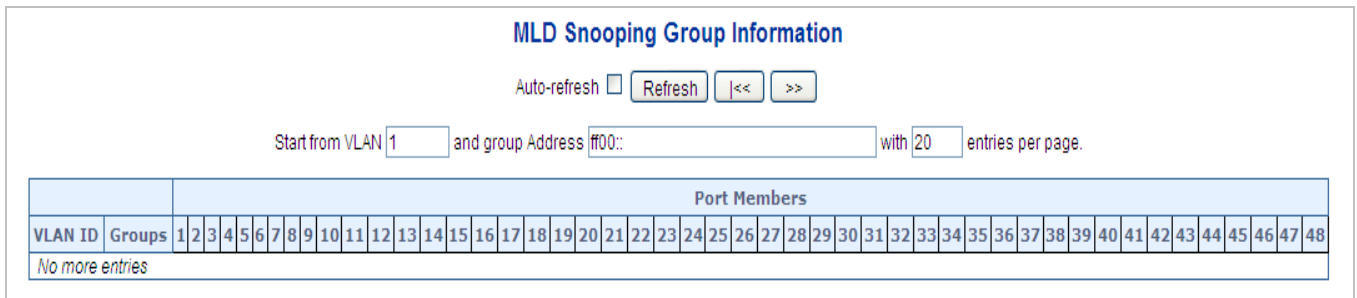 MLD Snooping Group Information
Auto-refresh Refresh |<< >>
Start from VLAN 1 and group Address ff00:: with 20 entries per page.
Port Members
VLAN ID Groups 1 2 3 4 5 6 7 8 9 10 11 12 13 14 15 16 17 18 19 20 21 22 23 24 25 26 27 28 29 30 31 32 33 34 35 36 37 38 39 40 41 42 43 44 45 46 47 48
No more entries